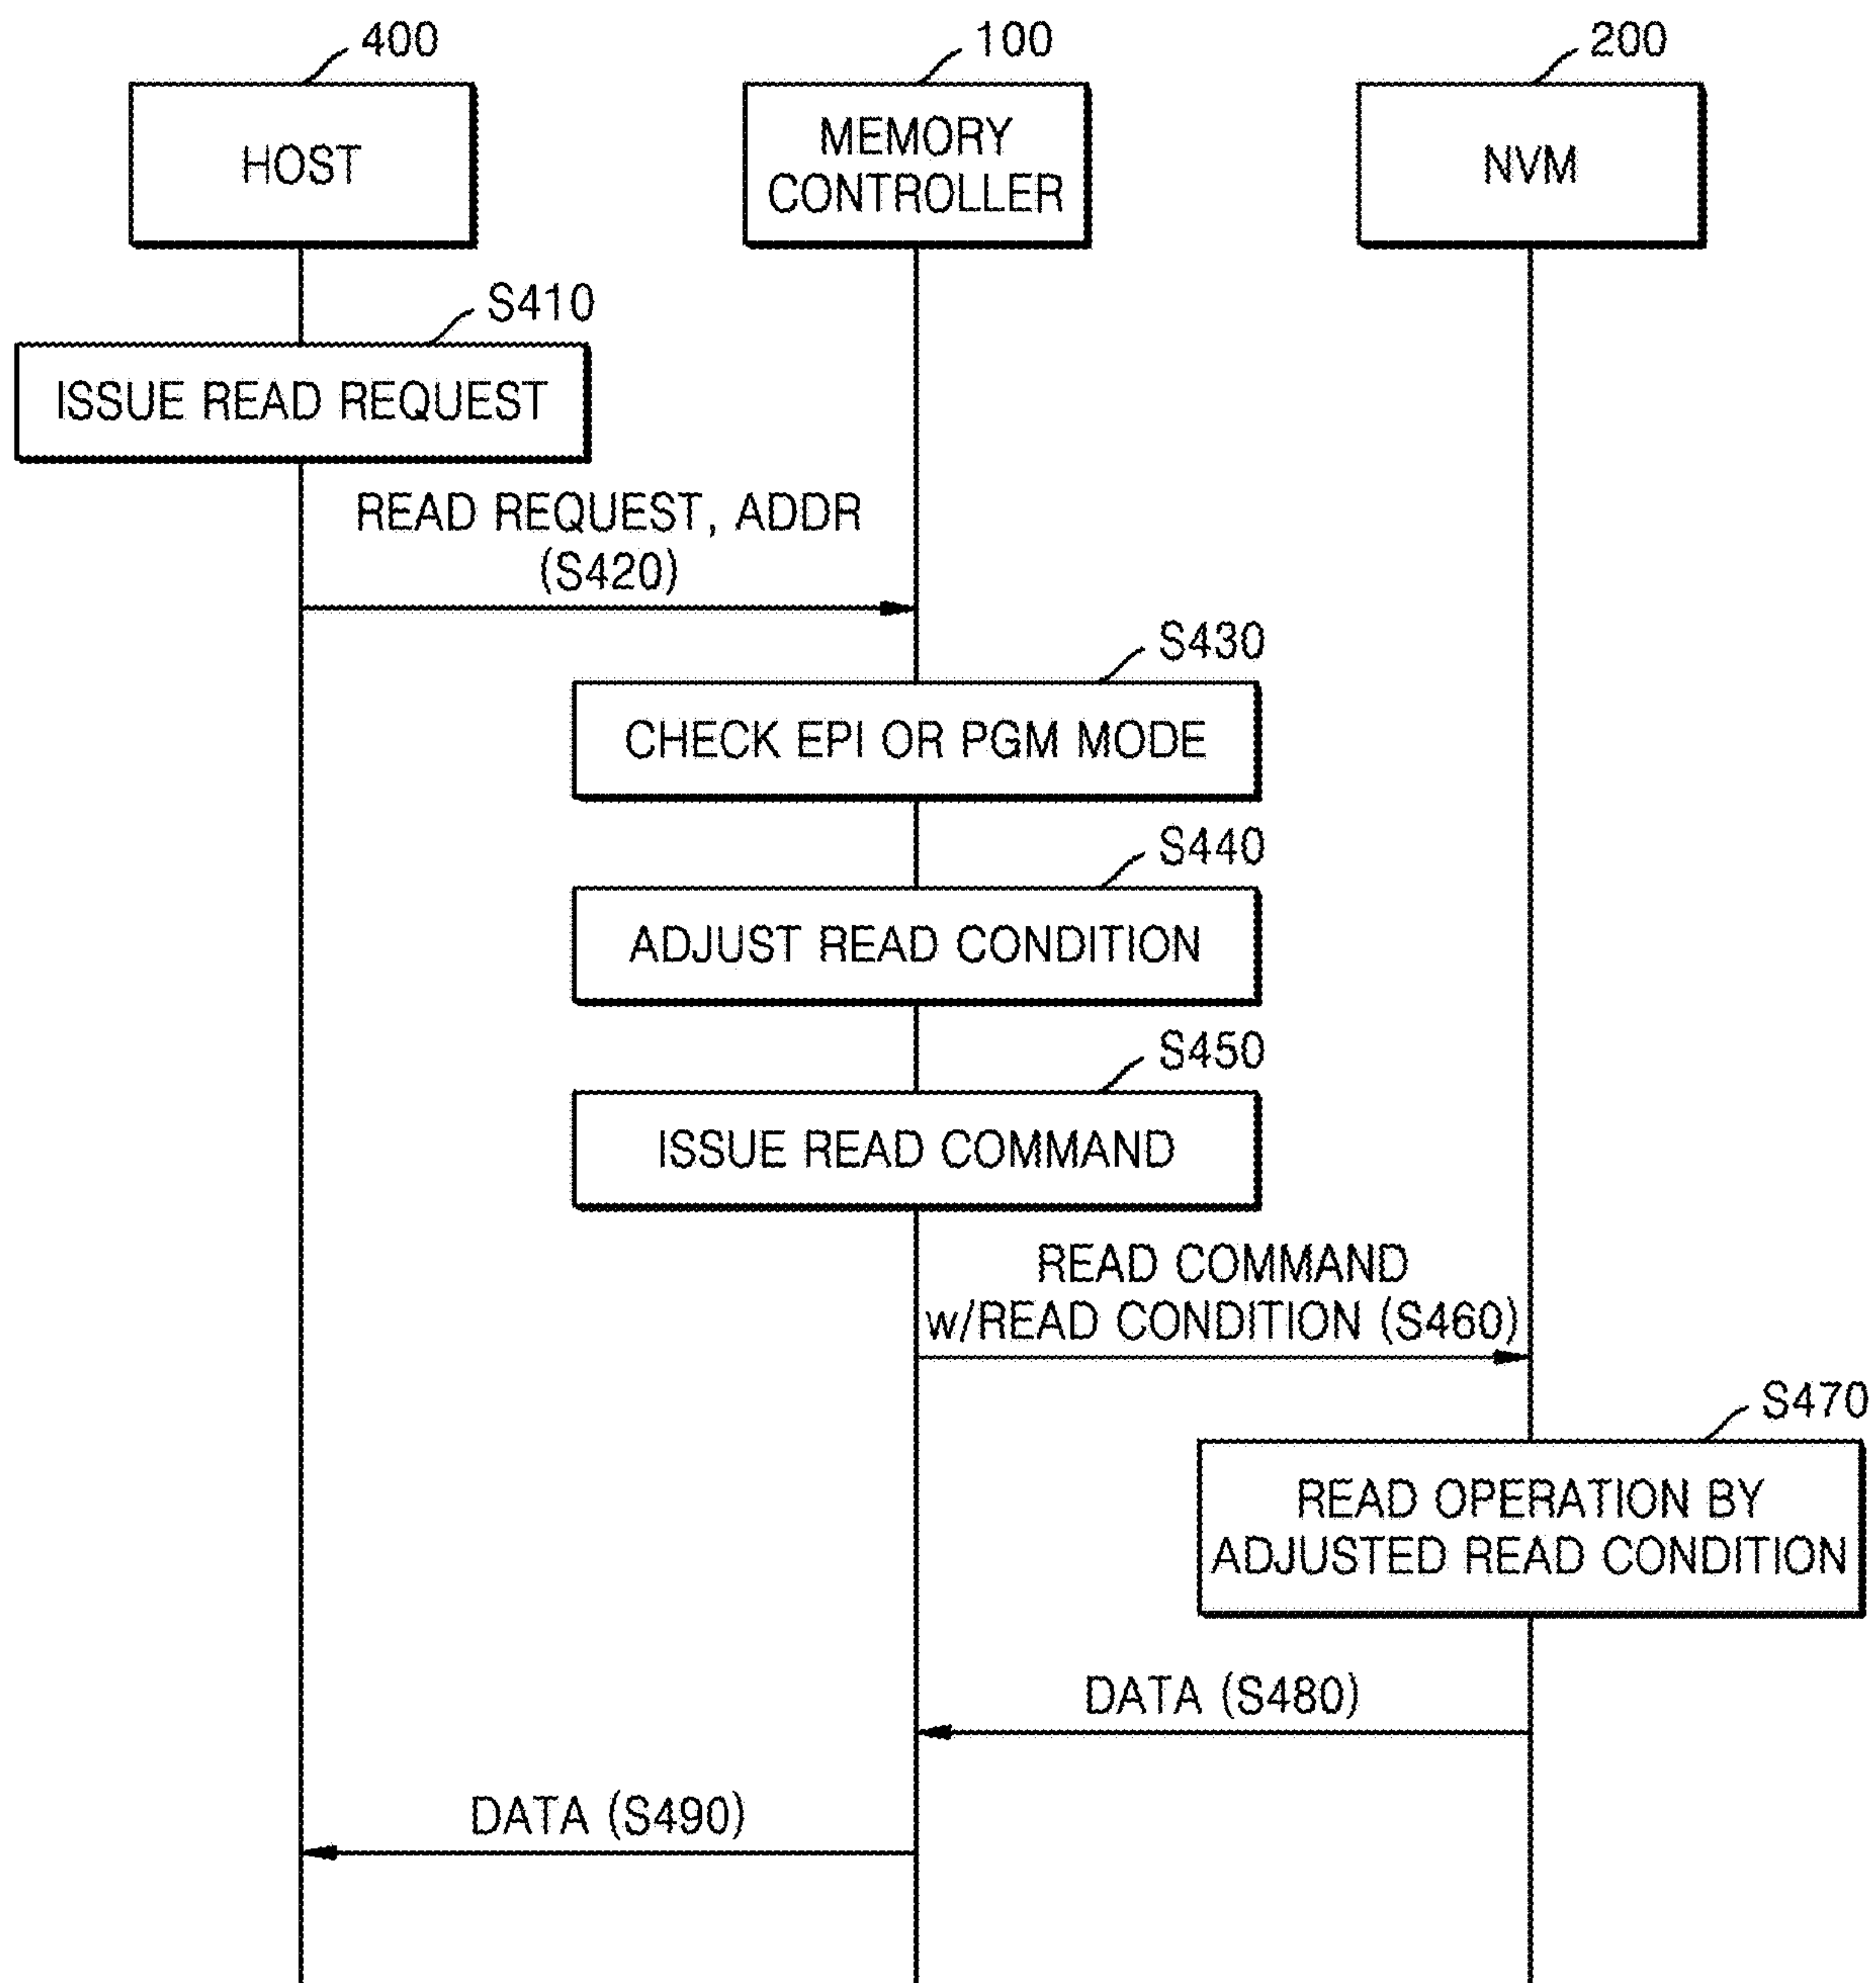 400
100
200
HOST
MEMORY
CONTROLLER
NVM
S410
ISSUE READ REQUEST
READ REQUEST, ADDR
(S420)
S430
CHECK EPI OR PGM MODE
S440
ADJUST READ CONDITION
S450
ISSUE READ COMMAND
READ COMMAND
w/READ CONDITION (S460)
S470
READ OPERATION BY
ADJUSTED READ CONDITION
DATA (S480)
DATA (S490)